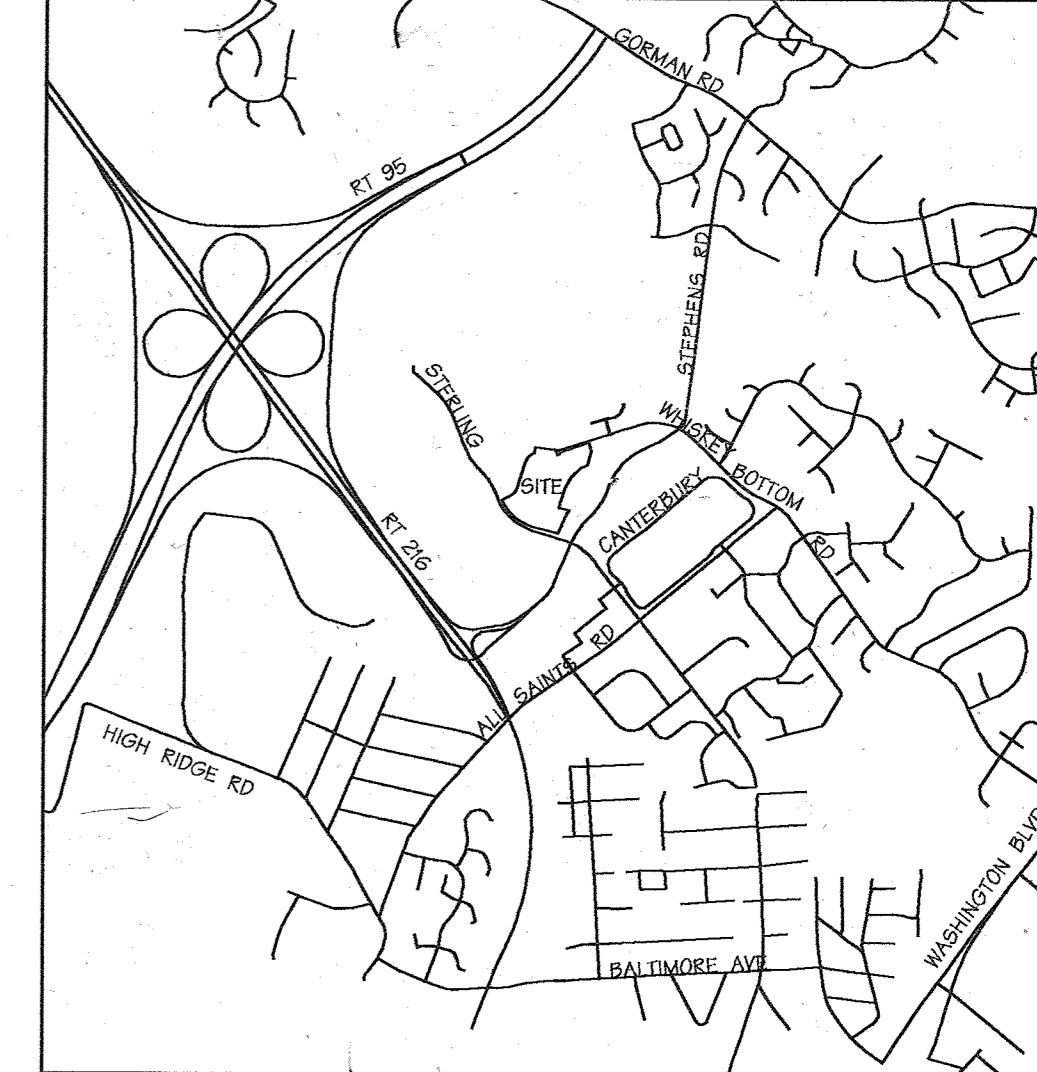 GORMAN RD
RT 95
STEPHENS RD
STERLING
WHISKEY BOTTOM RD
SITE
CANTERBURY
RT 216
ALL SAINTS RD
HIGH RIDGE RD
WASHINGTON BLVD
BALTIMORE AVE